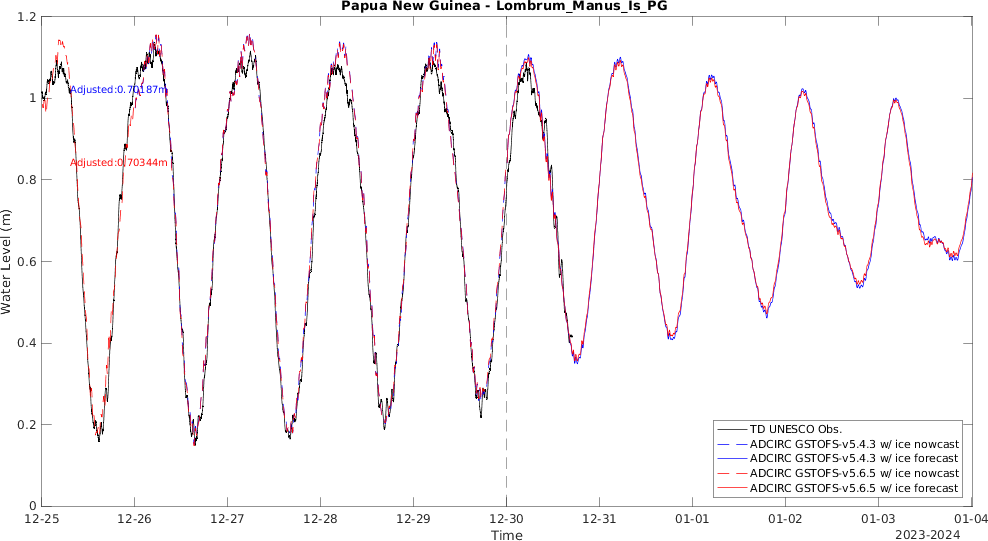 Papua New Guinea - Lombrum_Manus_Is_PG
1.2
1
0.8
0.6
0.4
0.2
0
Water Level (m)
Adjusted:0.70187m
Adjusted:0.70344m
TD UNESCO Obs.
ADCIRC GSTOFS-v5.4.3 w/ ice nowcast
ADCIRC GSTOFS-v5.4.3 w/ ice forecast
ADCIRC GSTOFS-v5.6.5 w/ ice nowcast
ADCIRC GSTOFS-v5.6.5 w/ ice forecast
12-25 12-26 12-27 12-28 12-29 12-30 12-31 01-01 01-02 01-03 01-04
Time
2023-2024